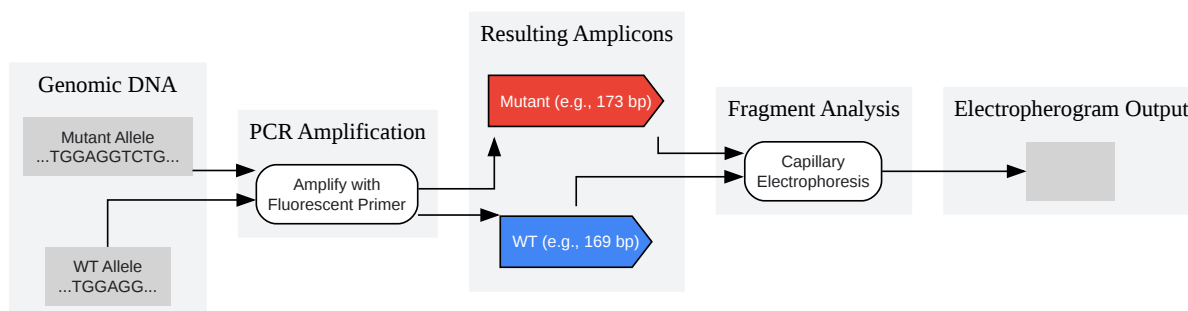 Genomic DNA
Mutant Allele
...TGGAGGTCTG...
WT Allele
...TGGAGG...
PCR Amplification
Amplify with
Fluorescent Primer
Resulting Amplicons
Mutant (e.g., 173 bp)
WT (e.g., 169 bp)
Fragment Analysis
Capillary
Electrophoresis
Electropherogram Output